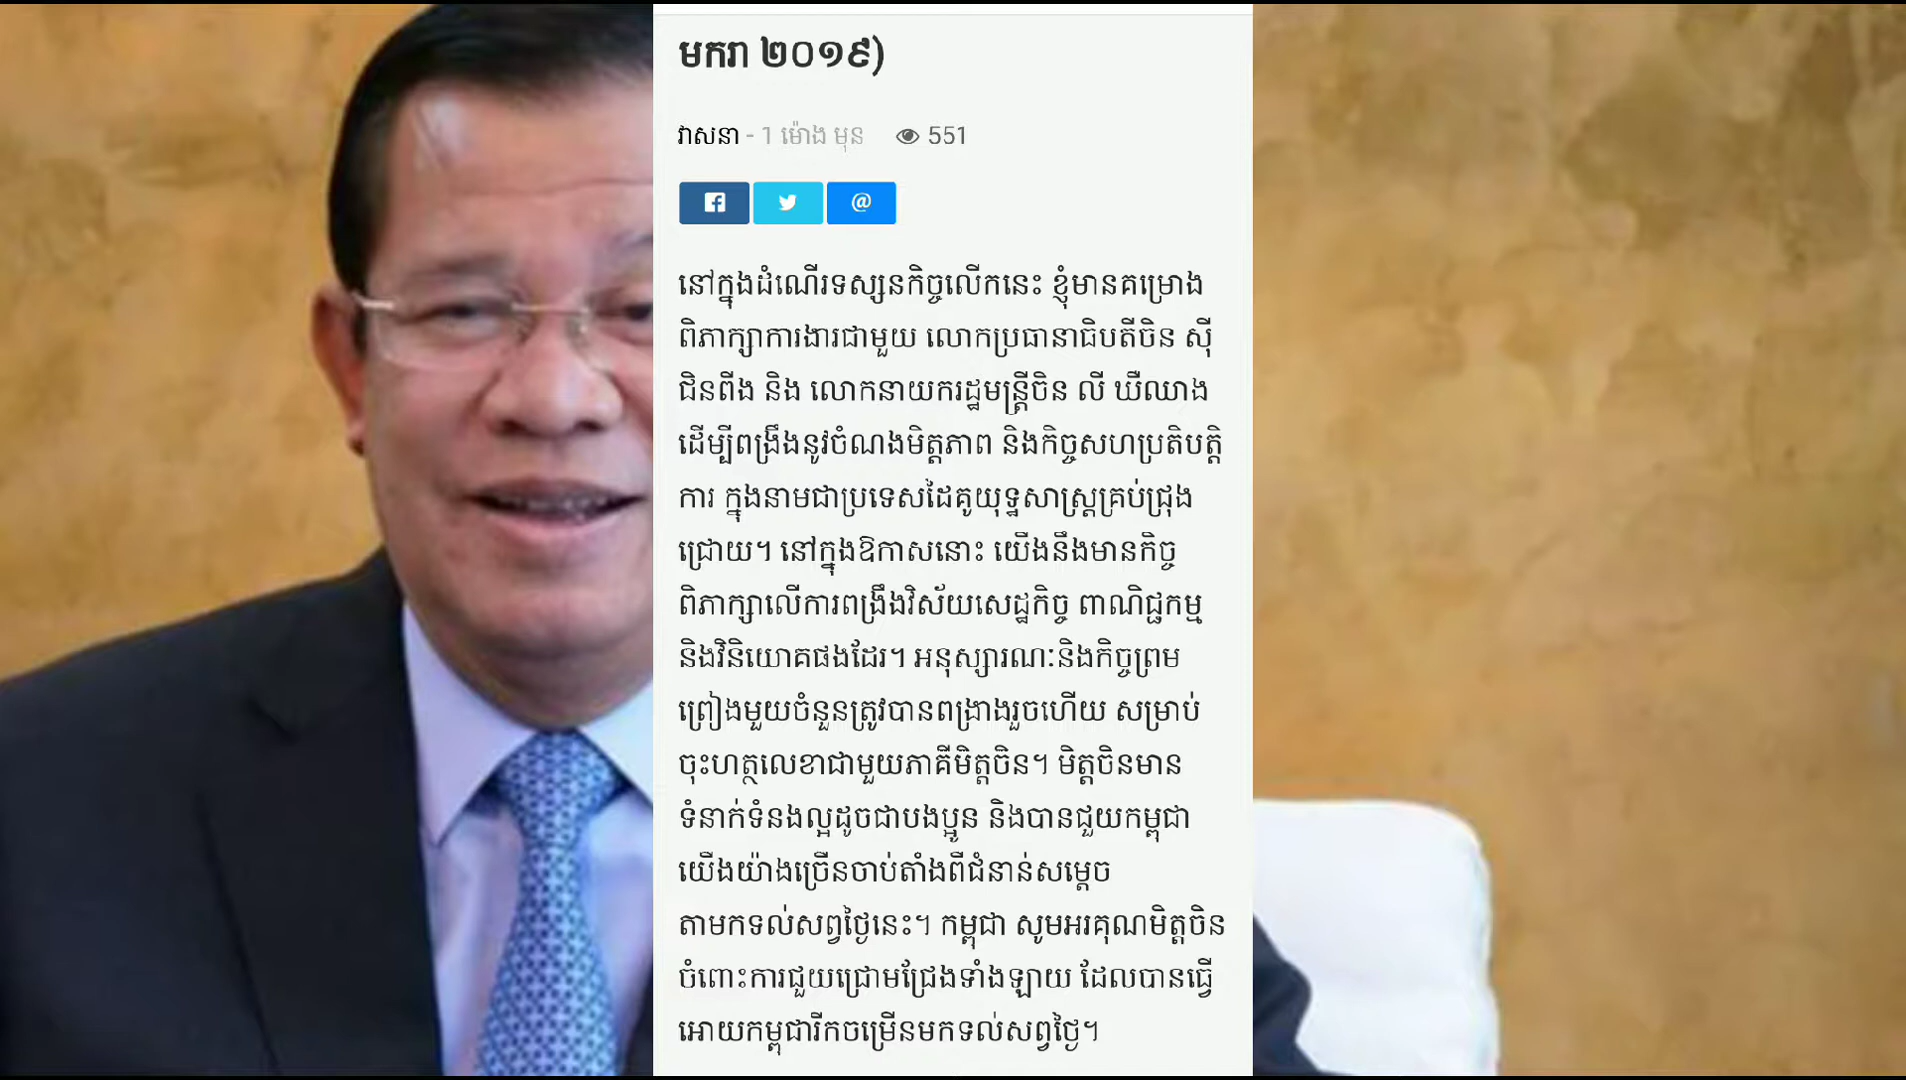 មករា ២០១៩)
វាសនា - 1 ម៉ោង មុន 551
@
នៅក្នុងដំណើរទស្សនកិច្ចលើកនេះ ខ្ញុំមានគម្រោង
ពិភាក្សាការងារជាមួយ លោកប្រធានាធិបតីចិន ស៊ី
ជិនពីង និង លោកនាយករដ្ឋមន្ត្រីចិន លី ឃឺឈាង
ដើម្បីពង្រឹងនូវចំណងមិត្តភាព និងកិច្ចសហប្រតិបត្តិ
ការ ក្នុងនាមជាប្រទេសដៃគូយុទ្ធសាស្ត្រគ្រប់ជ្រុង
ជ្រោយ។ នៅក្នុងឱកាសនោះ យើងនឹងមានកិច្ច
ពិភាក្សាលើការពង្រឹងវិស័យសេដ្ឋកិច្ច ពាណិជ្ជកម្ម
និងវិនិយោគផងដែរ។ អនុស្សារណៈនិងកិច្ចព្រម
ព្រៀងមួយចំនួនត្រូវបានពង្រាងរួចហើយ សម្រាប់
ចុះហត្ថលេខាជាមួយភាគីមិត្តចិន។ មិត្តចិនមាន
ទំនាក់ទំនងល្អដូចជាបងប្អូន និងបានជួយកម្ពុជា
យើងយ៉ាងច្រើនចាប់តាំងពីជំនាន់សម្តេច
តាមកទល់សព្វថ្ងៃនេះ។ កម្ពុជា សូមអរគុណមិត្តចិន
ចំពោះការជួយជ្រោមជ្រែងទាំងឡាយ ដែលបានធ្វើ
អោយកម្ពុជារីកចម្រើនមកទល់សព្វថ្ងៃ។